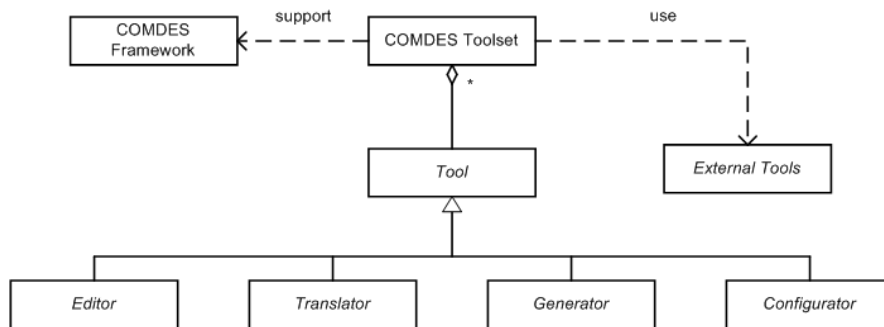 support
use
COMDES
Framework
COMDES Toolset
*
Tool
External Tools
Editor
Translator
Generator
Configurator